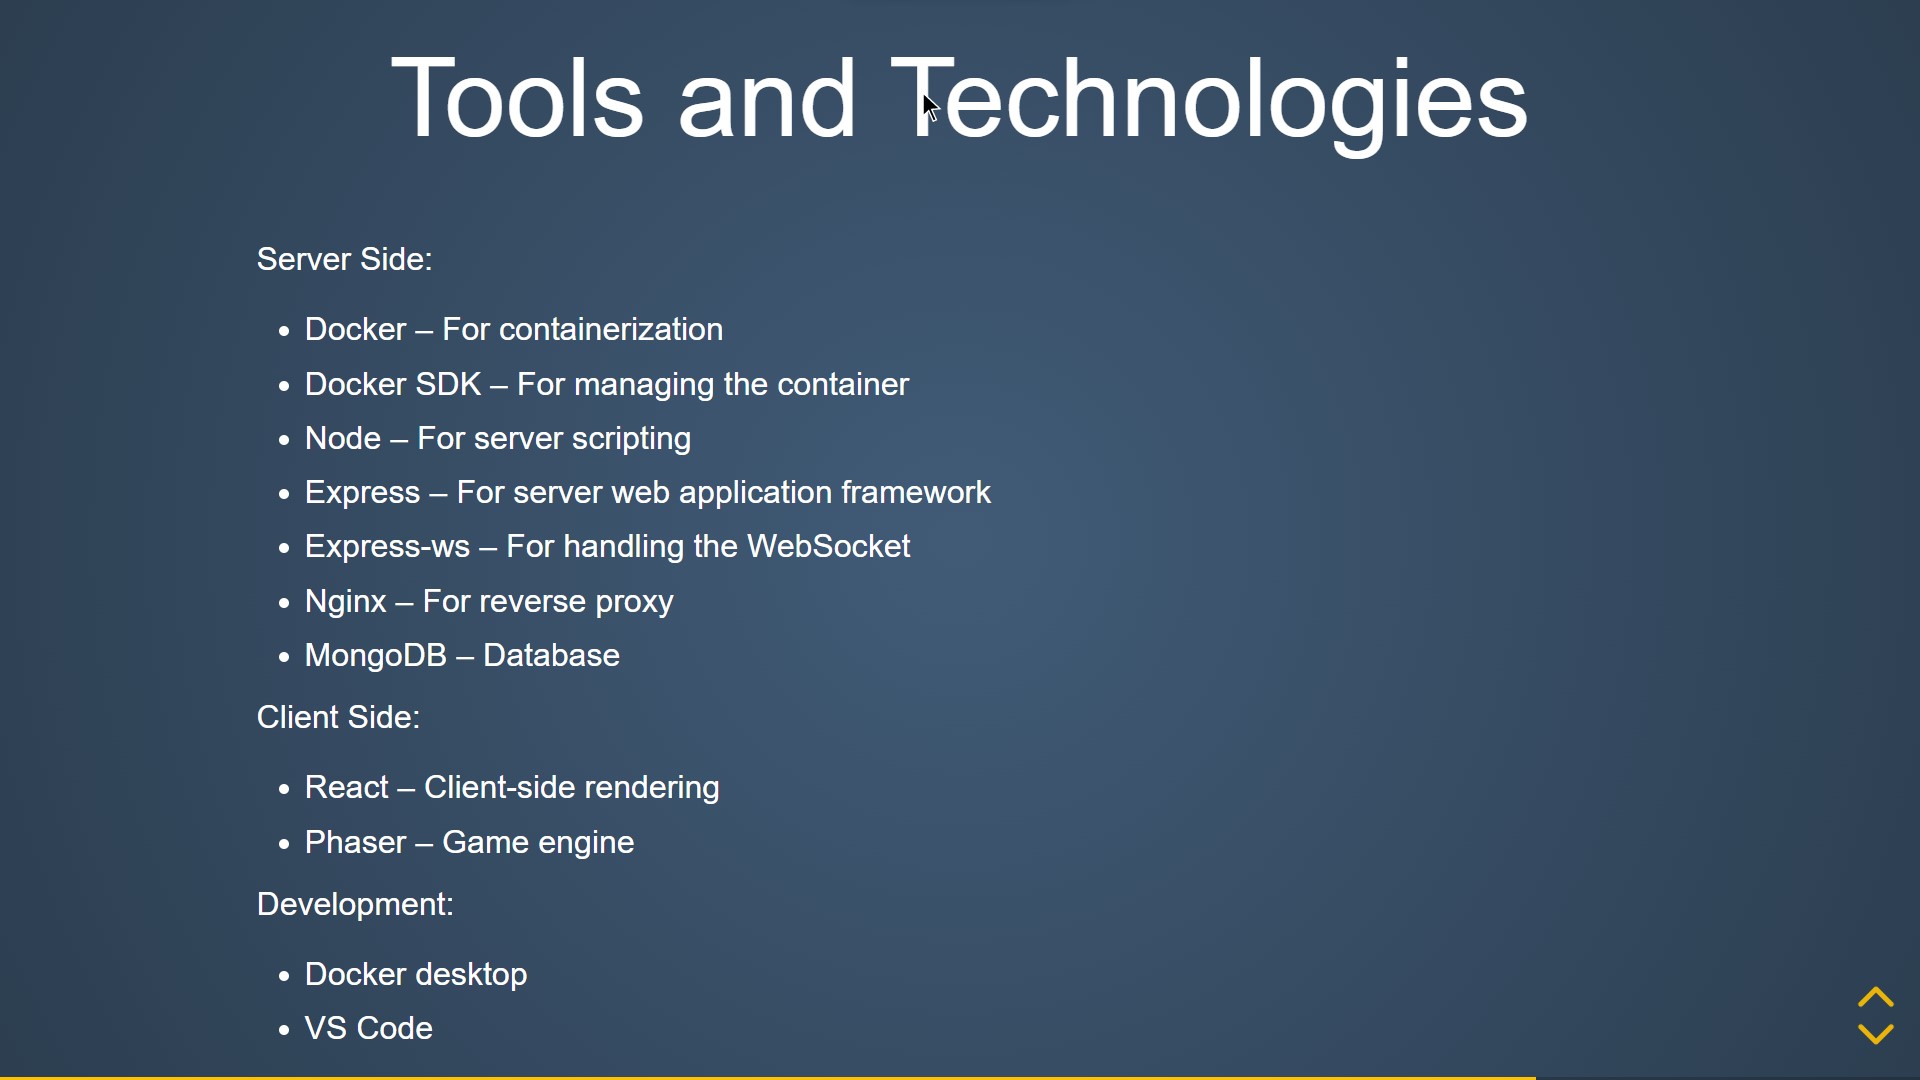 Tools and Technologies
Server Side:
• Docker – For containerization
• Docker SDK – For managing the container
• Node – For server scripting
• Express – For server web application framework
• Express-ws – For handling the WebSocket
• Nginx – For reverse proxy
• MongoDB – Database
Client Side:
• React – Client-side rendering
• Phaser – Game engine
Development:
• Docker desktop
• VS Code